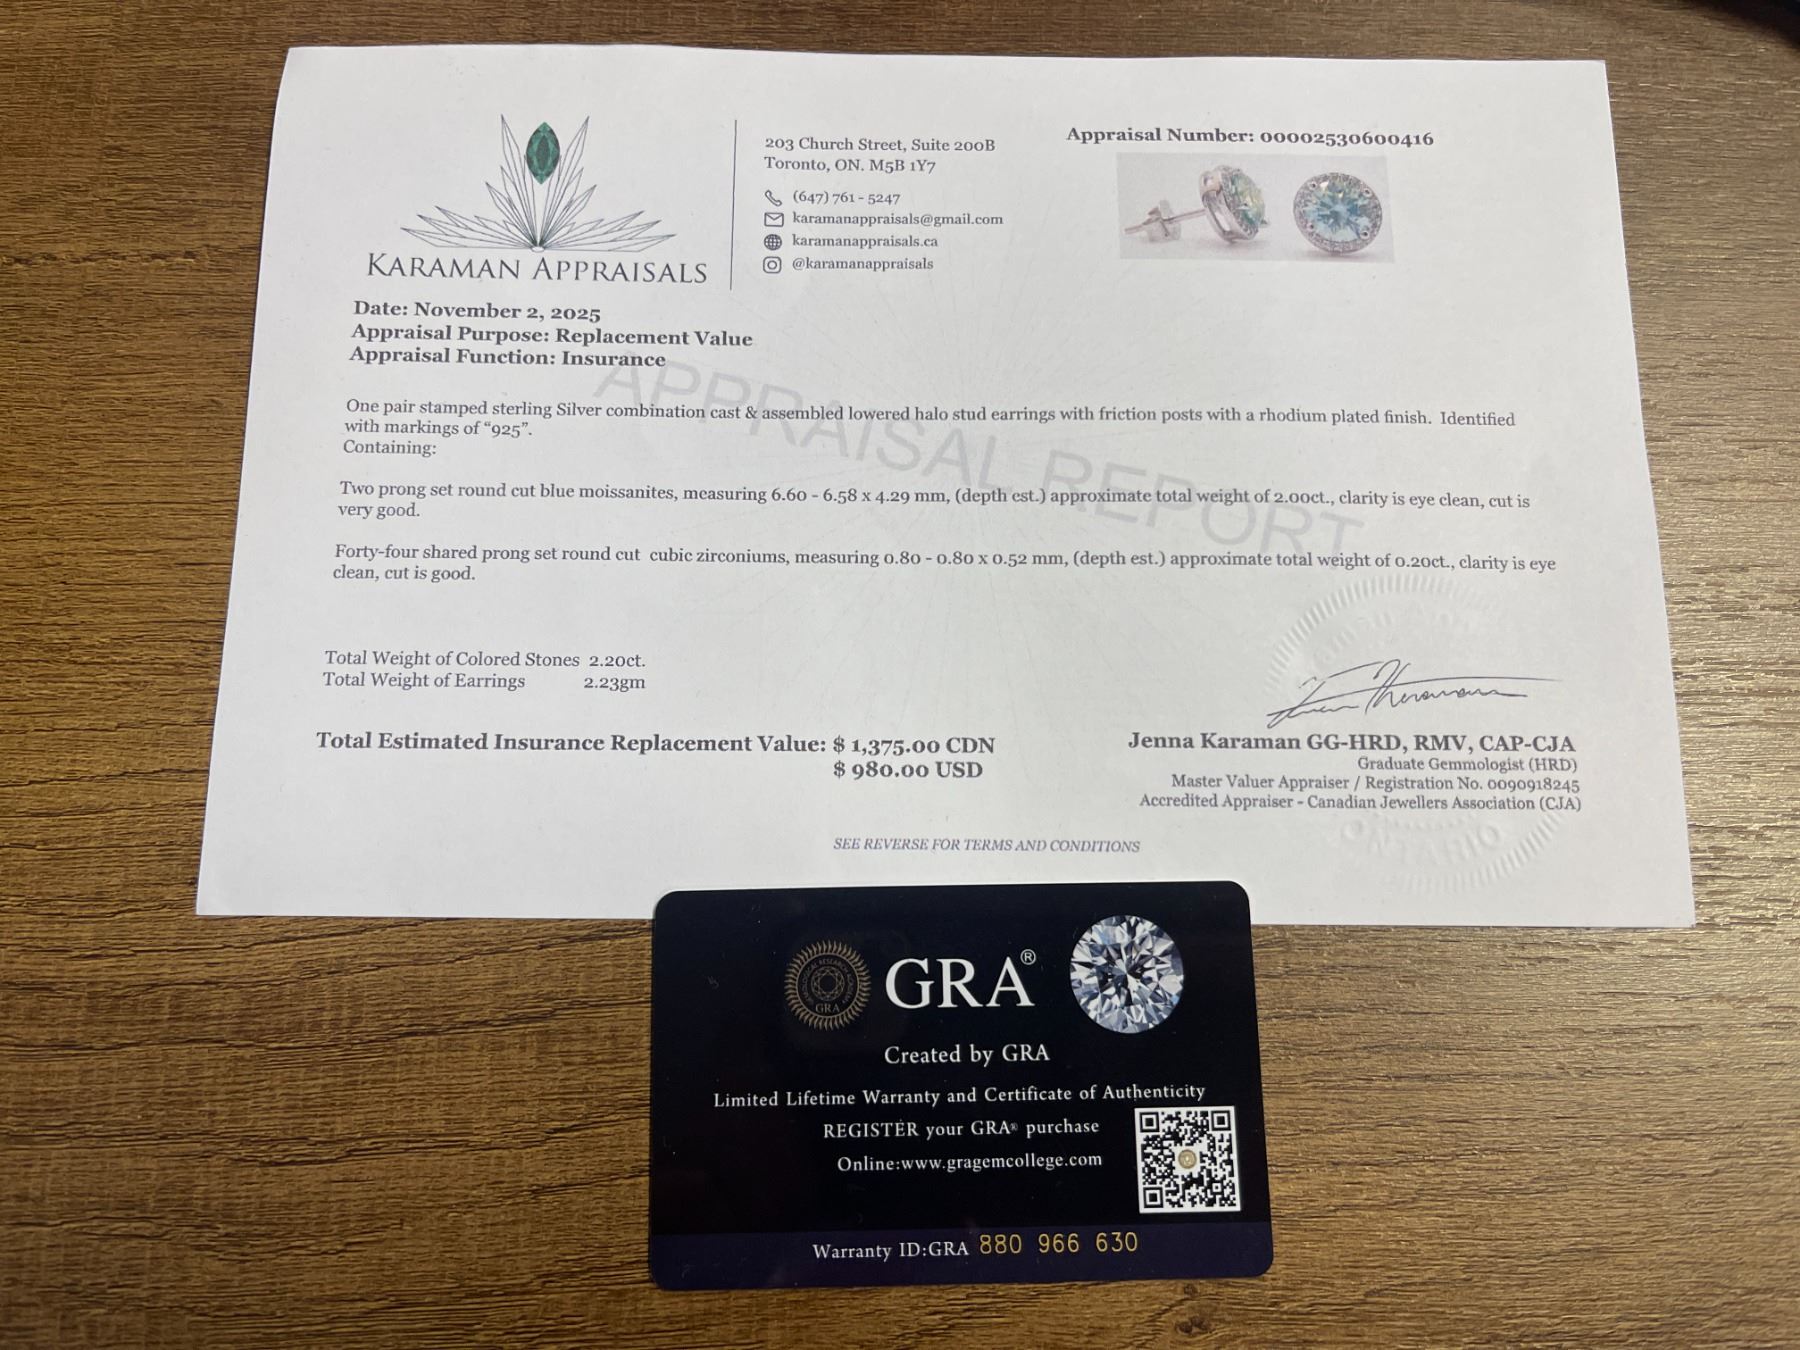 KARAMAN APPRAISALS
203 Church Street, Suite 200B
Toronto, ON. M5B 1Y7
(647) 761 - 5247
karamanappraisals@gmail.com
karamanappraisals.ca
@karamanappraisals
Appraisal Number: 00002530600416
Date: November 2, 2025
Appraisal Purpose: Replacement Value
Appraisal Function: Insurance
APPRAISAL REPORT
One pair stamped sterling Silver combination cast & assembled lowered halo stud earrings with friction posts with a rhodium plated finish. Identified
with markings of “925”.
Containing:
Two prong set round cut blue moissanites, measuring 6.60 - 6.58 x 4.29 mm, (depth est.) approximate total weight of 2.00ct., clarity is eye clean, cut is
very good.
Forty-four shared prong set round cut cubic zirconiums, measuring 0.80 - 0.80 x 0.52 mm, (depth est.) approximate total weight of 0.20ct., clarity is eye
clean, cut is good.
Total Weight of Colored Stones 2.20ct.
Total Weight of Earrings 2.23gm
Total Estimated Insurance Replacement Value: $ 1,375.00 CDN
$ 980.00 USD
Jenna Karaman GG-HRD, RMV, CAP-CJA
Graduate Gemmologist (HRD)
Master Valuer Appraiser / Registration No. 0090918245
Accredited Appraiser - Canadian Jewellers Association (CJA)
SEE REVERSE FOR TERMS AND CONDITIONS
GEMOLOGICAL RESEARCH ACADEMY
GRA
GRA®
Created by GRA
Limited Lifetime Warranty and Certificate of Authenticity
REGISTER your GRA® purchase
Online:www.gragemcollege.com
Warranty ID:GRA 880 966 630